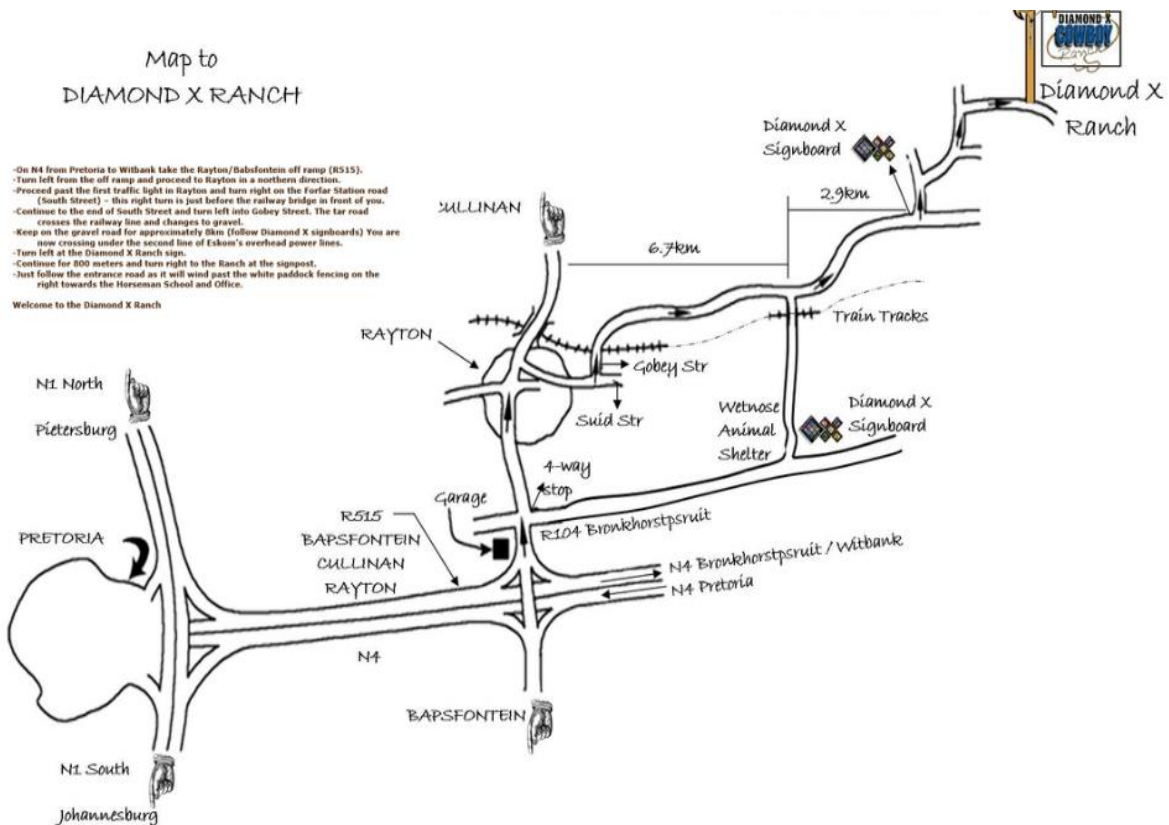 DIAMOND X
COWBOY
Ranch
Map to
DIAMOND X RANCH
Diamond X
Ranch
Diamond X
Signboard
-On N4 from Pretoria to Witbank take the Rayton/Babsfontein off ramp (R515).
-Turn left from the off ramp and proceed to Rayton in a northern direction.
-Proceed past the first traffic light in Rayton and turn right on the Forfar Station road
(South Street) – this right turn is just before the railway bridge in front of you.
-Continue to the end of South Street and turn left into Gobey Street. The tar road
crosses the railway line and changes to gravel.
-Keep on the gravel road for approximately 8km (follow Diamond X signboards) You are
now crossing under the second line of Eskom's overhead power lines.
-Turn left at the Diamond X Ranch sign.
-Continue for 800 meters and turn right to the Ranch at the signpost.
-Just follow the entrance road as it will wind past the white paddock fencing on the
right towards the Horseman School and Office.
Welcome to the Diamond X Ranch
2.9km
CULLINAN
6.7km
RAYTON
Train Tracks
Gobey Str
N1 North
Pietersburg
Suid Str
Wetnose
Animal
Shelter
Diamond X
Signboard
4-way
stop
Garage
R515
BAPSFONTEIN
CULLINAN
RAYTON
R104 Bronkhorstpsruit
PRETORIA
N4 Bronkhorstpsruit / Witbank
N4 Pretoria
N4
BAPSFONTEIN
N1 South
Johannesburg